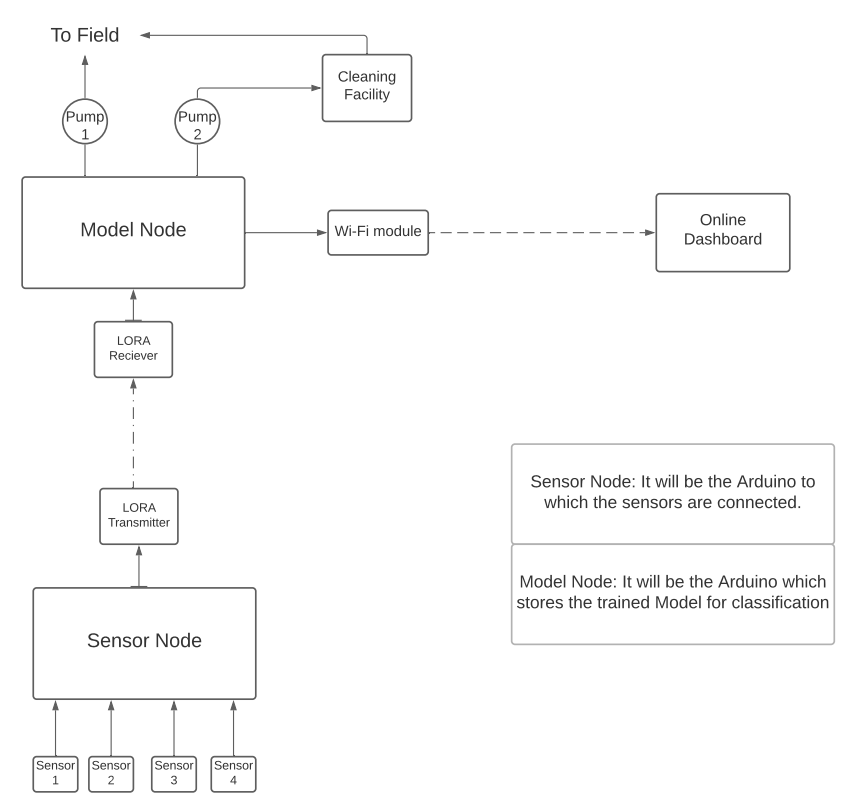 To Field
Cleaning
Facility
Pump
1
Pump
2
Model Node
Wi-Fi module
Online
Dashboard
LORA
Reciever
LORA
Transmitter
Sensor Node: It will be the Arduino to
which the sensors are connected.
Model Node: It will be the Arduino which
stores the trained Model for classification
Sensor Node
Sensor
1
Sensor
2
Sensor
3
Sensor
4